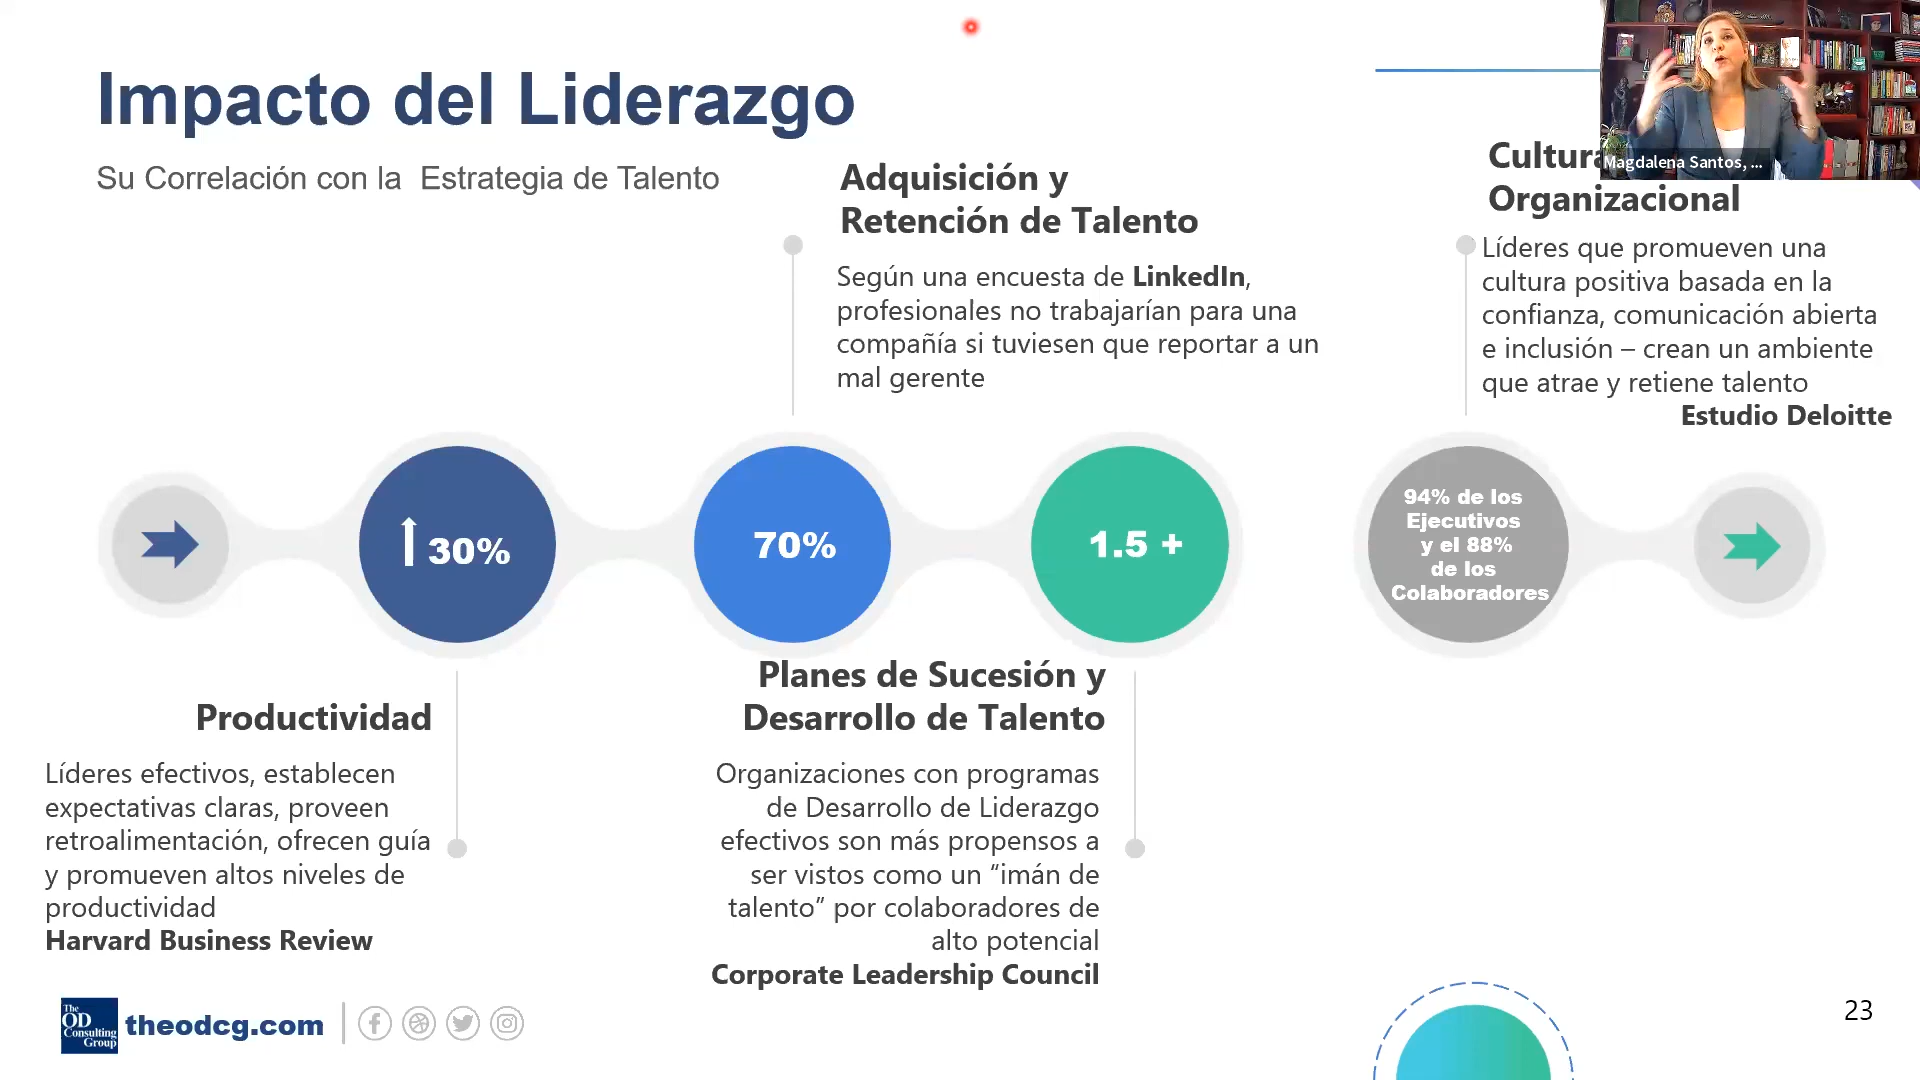 Impacto del Liderazgo
Su Correlación con la Estrategia de Talento
Adquisición y
Retención de Talento
Según una encuesta de LinkedIn,
profesionales no trabajarían para una
compañía si tuviesen que reportar a un
mal gerente
Magdalena Santos, ...
Cultura
Organizacional
Líderes que promueven una
cultura positiva basada en la
confianza, comunicación abierta
e inclusión – crean un ambiente
que atrae y retiene talento
Estudio Deloitte
30%
70%
1.5 +
94% de los
Ejecutivos
y el 88%
de los
Colaboradores
Productividad
Líderes efectivos, establecen
expectativas claras, proveen
retroalimentación, ofrecen guía
y promueven altos niveles de
productividad
Harvard Business Review
Planes de Sucesión y
Desarrollo de Talento
Organizaciones con programas
de Desarrollo de Liderazgo
efectivos son más propensos a
ser vistos como un “imán de
talento” por colaboradores de
alto potencial
Corporate Leadership Council
The
OD
Consulting
Group
theodcg.com
23